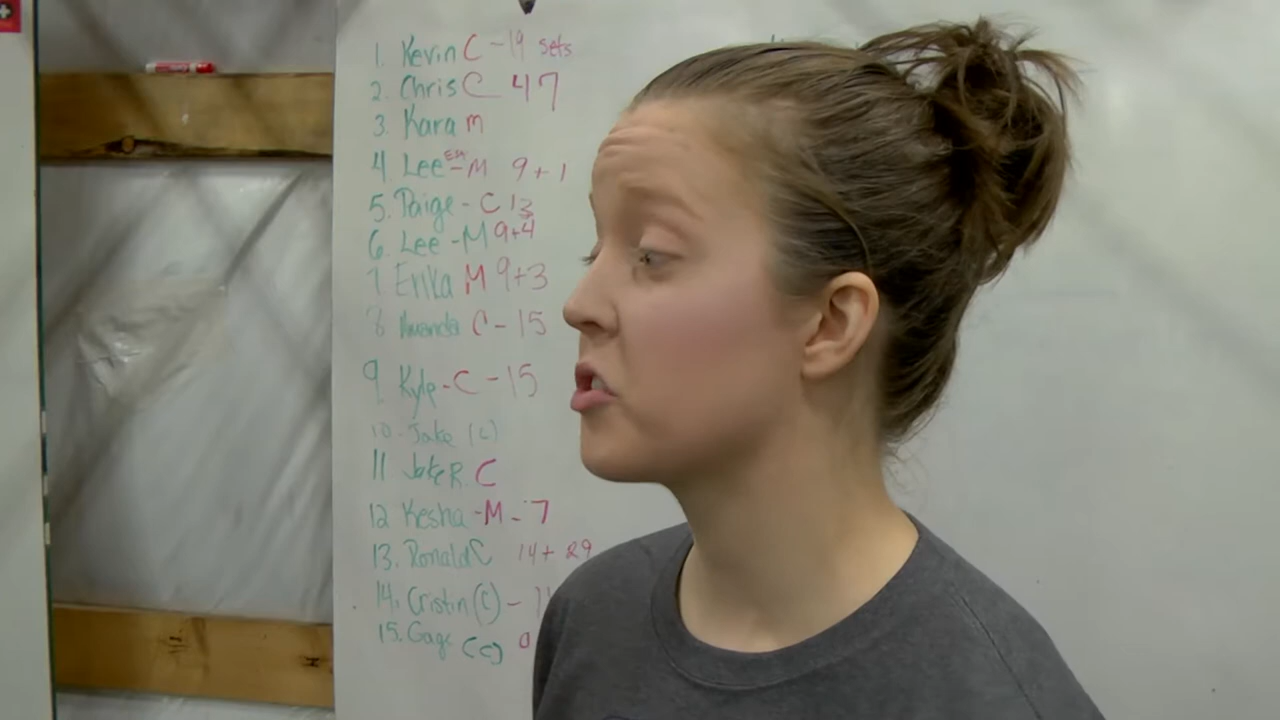 1. Kevin C - 19 sets
2. Chris C 47
3. Kara M
4 Lee - M 9+1
5. Paige - C 13
6. Lee - M 9+4
7 Erika M 9+3
8 Amanda C - 15
9. Kyle - C - 15
10. Jake (C)
11 Jake R. C
12 Kesha - M - 7
13. Ronald C 14+29
14. Cristin (C) -
15. Gage (C)